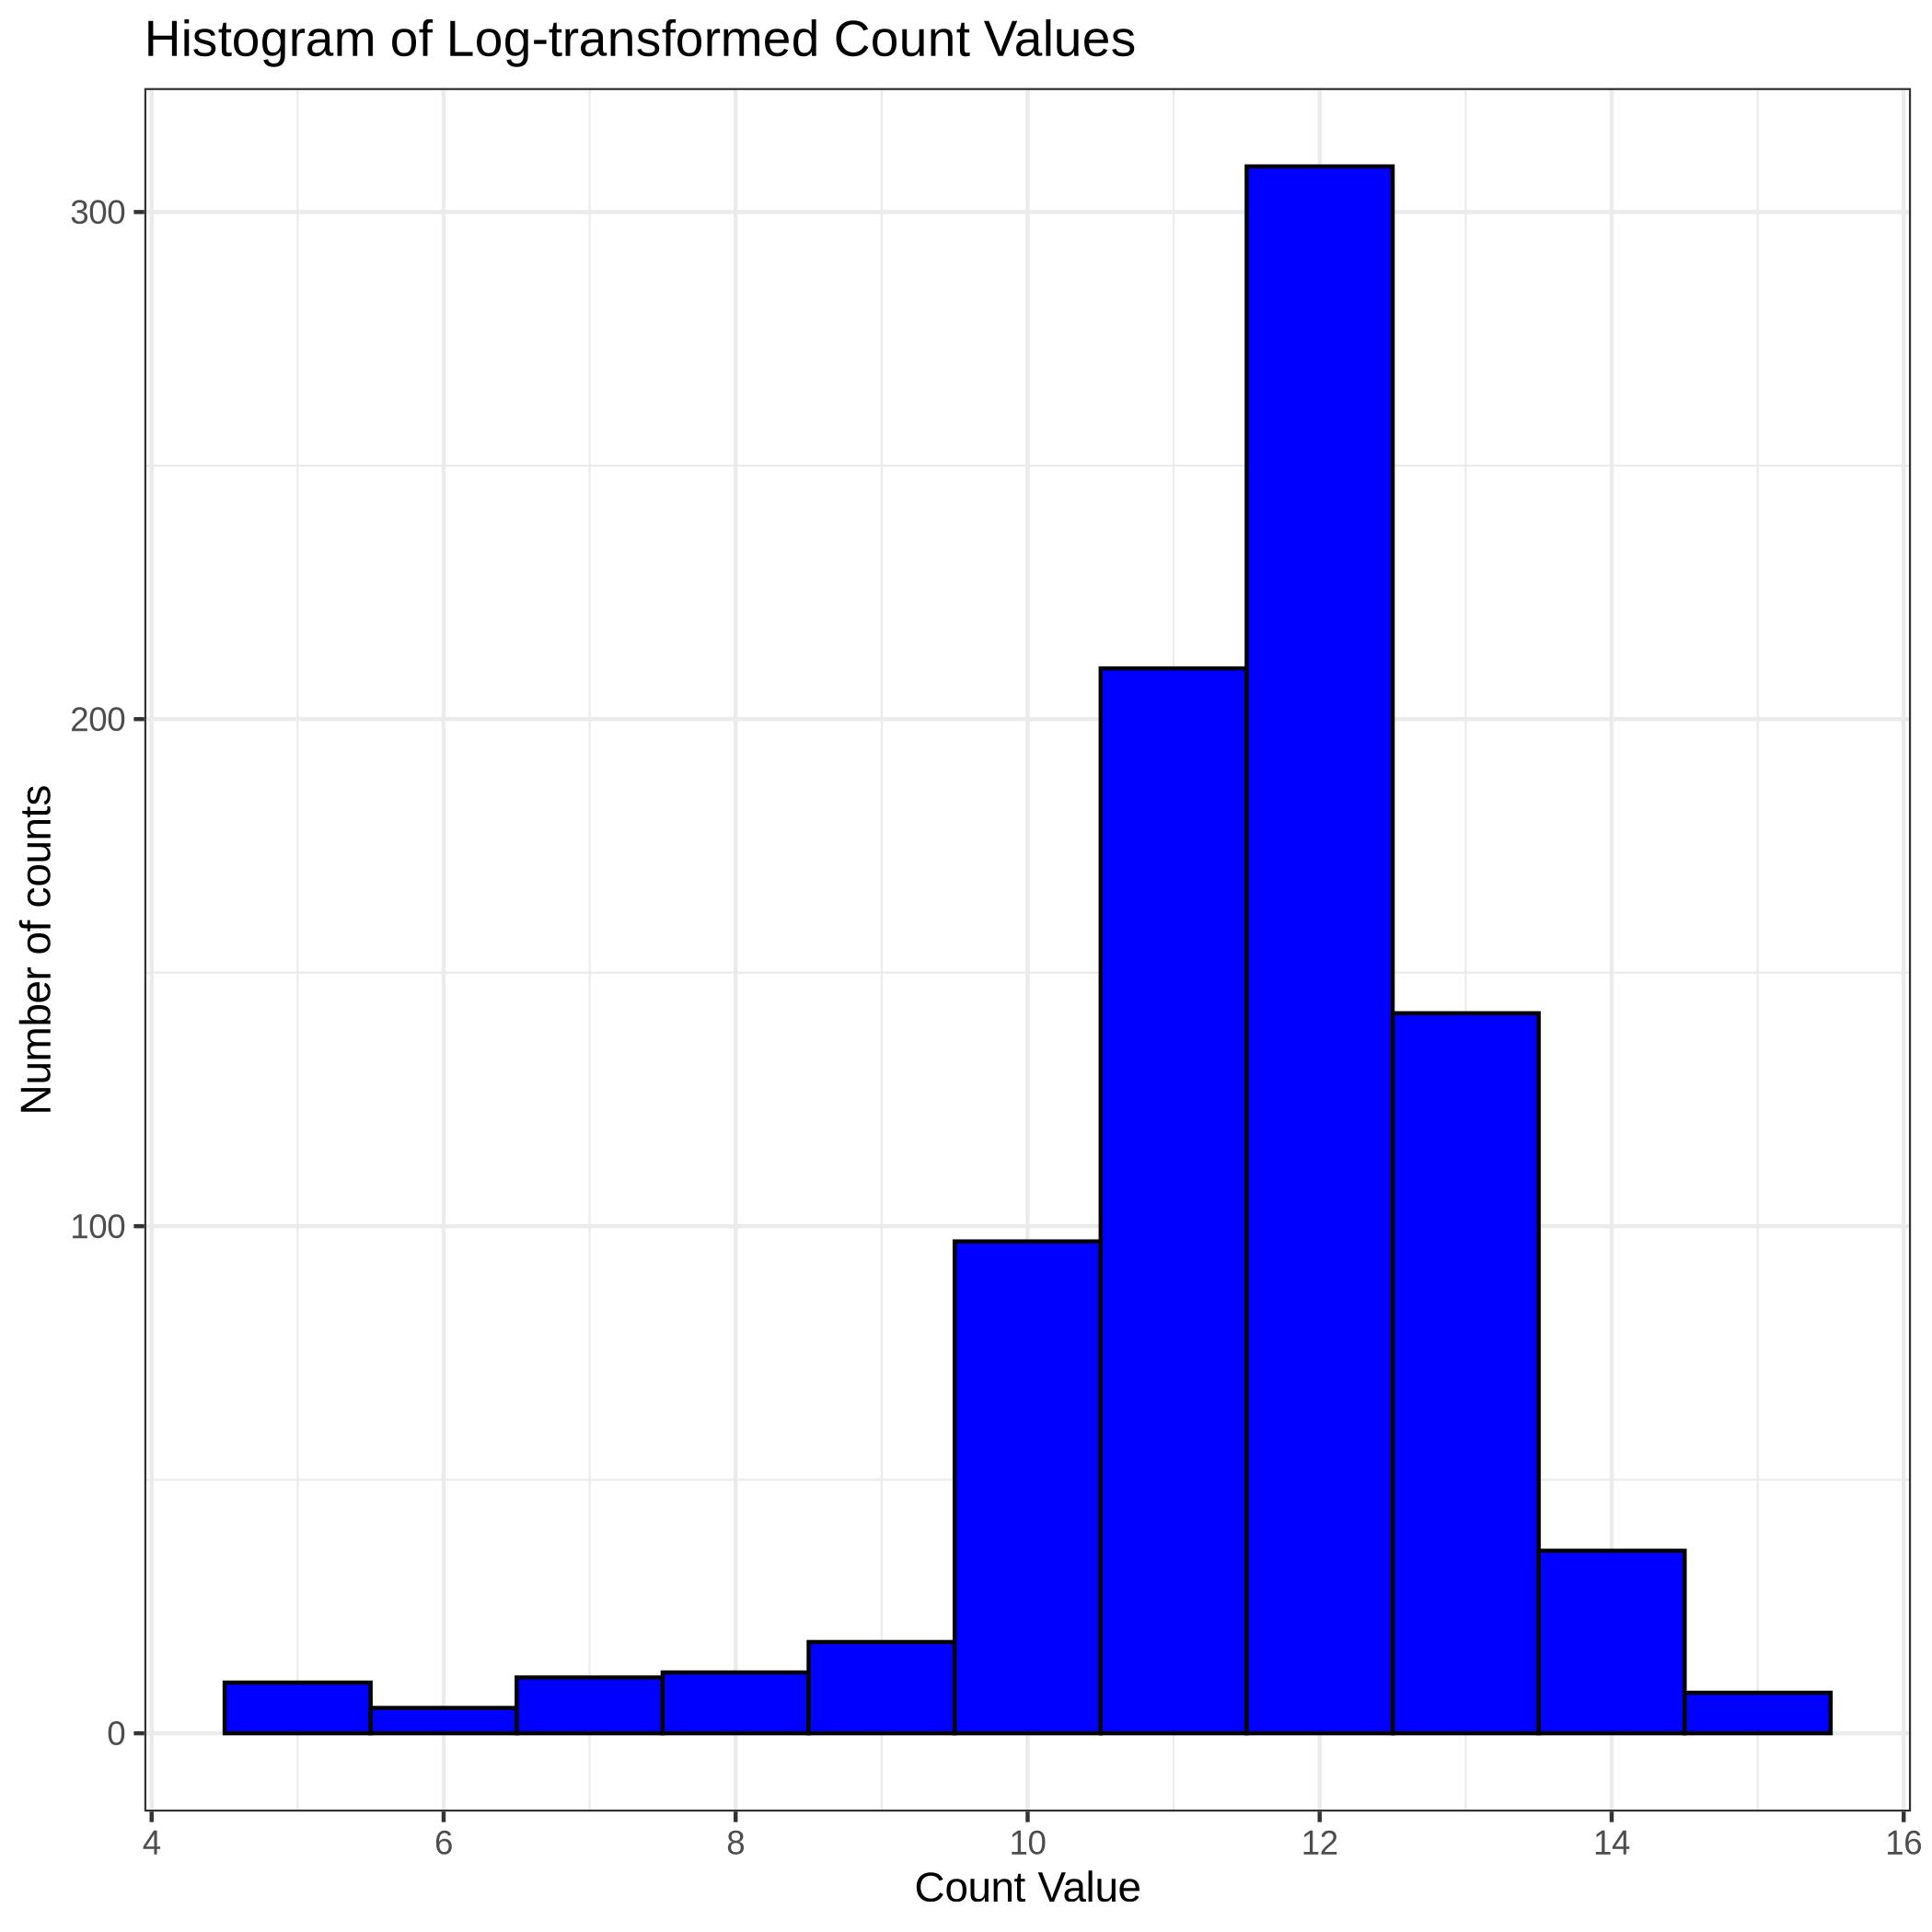 Histogram of Log-transformed Count Values
300
200
100
0
Number of counts
4 6 8 10 12 14 16
Count Value